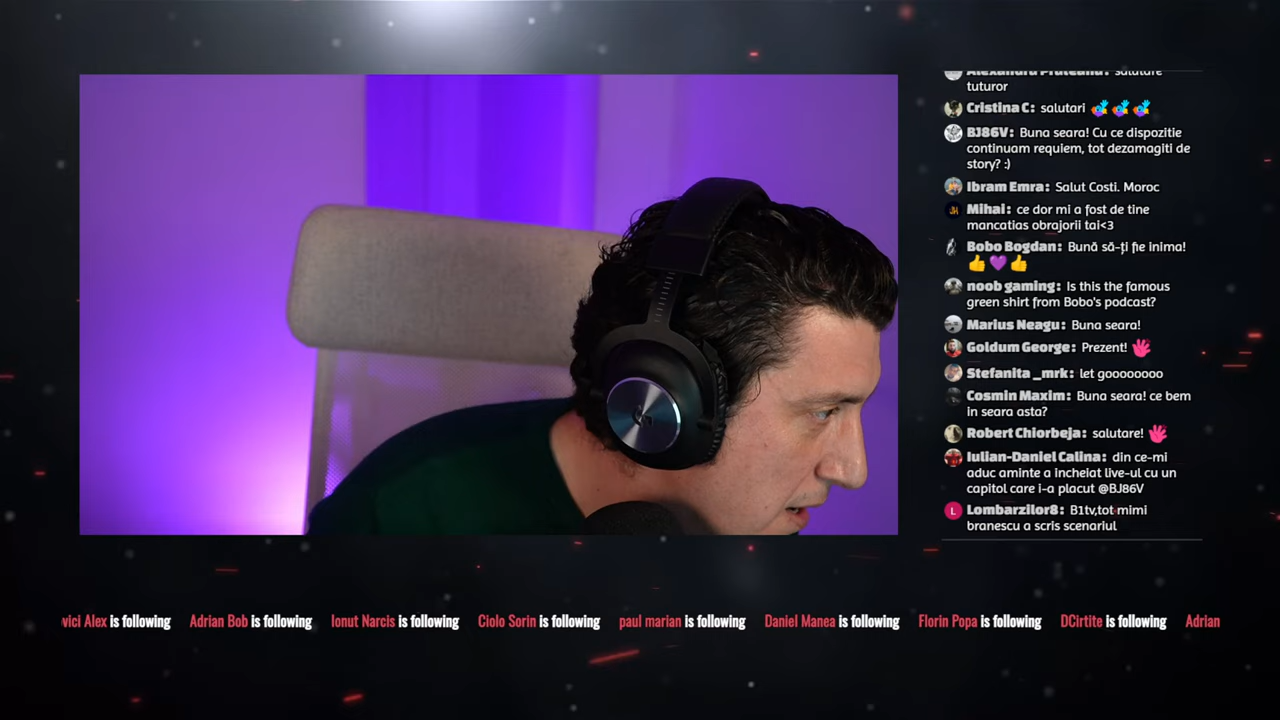 Alexandru Pruteanu: salutare
tuturor
Cristina C: salutari
BJ86V: Buna seara! Cu ce dispozitie
continuam requiem, tot dezamagiti de
story? :)
Ibram Emra: Salut Costi. Moroc
Mihai: ce dor mi a fost de tine
mancatias obrajorii tai<3
Bobo Bogdan: Bună să-ți fie inima!
noob gaming: Is this the famous
green shirt from Bobo's podcast?
Marius Neagu: Buna seara!
Goldum George: Prezent!
Stefanita _mrk: let goooooooo
Cosmin Maxim: Buna seara! ce bem
in seara asta?
Robert Chiorbeja: salutare!
Iulian-Daniel Calina: din ce-mi
aduc aminte a incheiat live-ul cu un
capitol care i-a placut @BJ86V
L Lombarzilor8: B1tv,tot mimi
branescu a scris scenariul
vici Alex is following Adrian Bob is following Ionut Narcis is following Ciolo Sorin is following paul marian is following Daniel Manea is following Florin Popa is following DCirtite is following Adrian